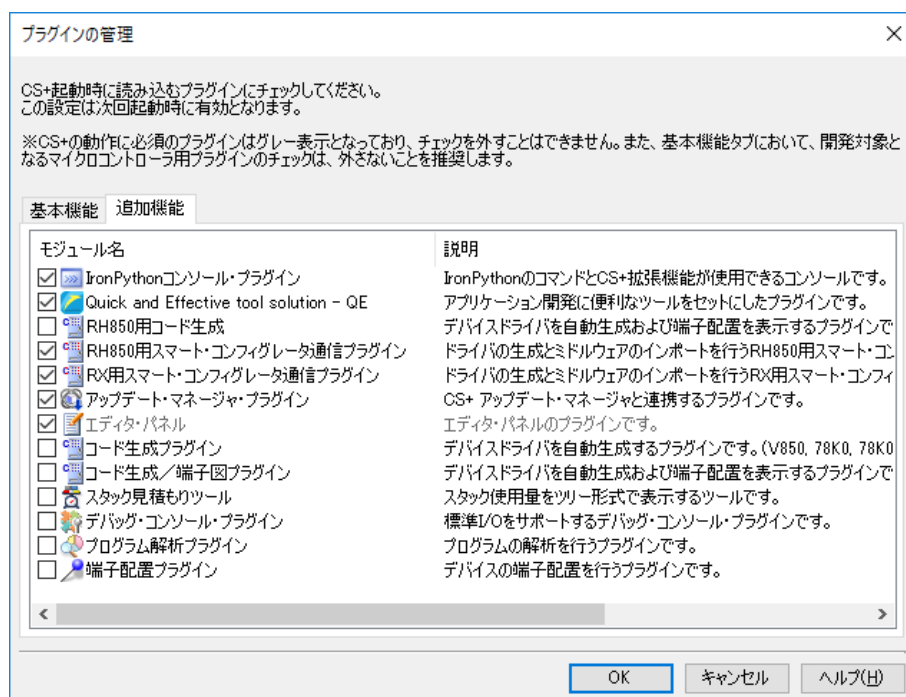 プラグインの管理
CS+起動時に読み込むプラグインにチェックしてください。
この設定は次回起動時に有効となります。
※CS+の動作に必須のプラグインはグレー表示となっており、チェックを外すことはできません。また、基本機能タブにおいて、開発対象と
なるマイクロコントローラ用プラグインのチェックは、外さないことを推奨します。
基本機能 追加機能
モジュール名 説明
IronPythonコンソール・プラグイン IronPythonのコマンドとCS+拡張機能が使用できるコンソールです。
Quick and Effective tool solution - QE アプリケーション開発に便利なツールをセットにしたプラグインです。
RH850用コード生成 デバイスドライバを自動生成および端子配置を表示するプラグインで
RH850用スマート・コンフィグレータ通信プラグイン ドライバの生成とミドルウェアのインポートを行うRH850用スマート・コン
RX用スマート・コンフィグレータ通信プラグイン ドライバの生成とミドルウェアのインポートを行うRX用スマート・コンフィ
アップデート・マネージャ・プラグイン CS+ アップデート・マネージャと連携するプラグインです。
エディタ・パネル エディタ・パネルのプラグインです。
コード生成プラグイン デバイスドライバを自動生成するプラグインです。(V850, 78K0, 78K0
コード生成／端子図プラグイン デバイスドライバを自動生成および端子配置を表示するプラグインで
スタック見積もりツール スタック使用量をツリー形式で表示するツールです。
デバッグ・コンソール・プラグイン 標準I/Oをサポートするデバッグ・コンソール・プラグインです。
プログラム解析プラグイン プログラムの解析を行うプラグインです。
端子配置プラグイン デバイスの端子配置を行うプラグインです。
OK キャンセル ヘルプ(H)